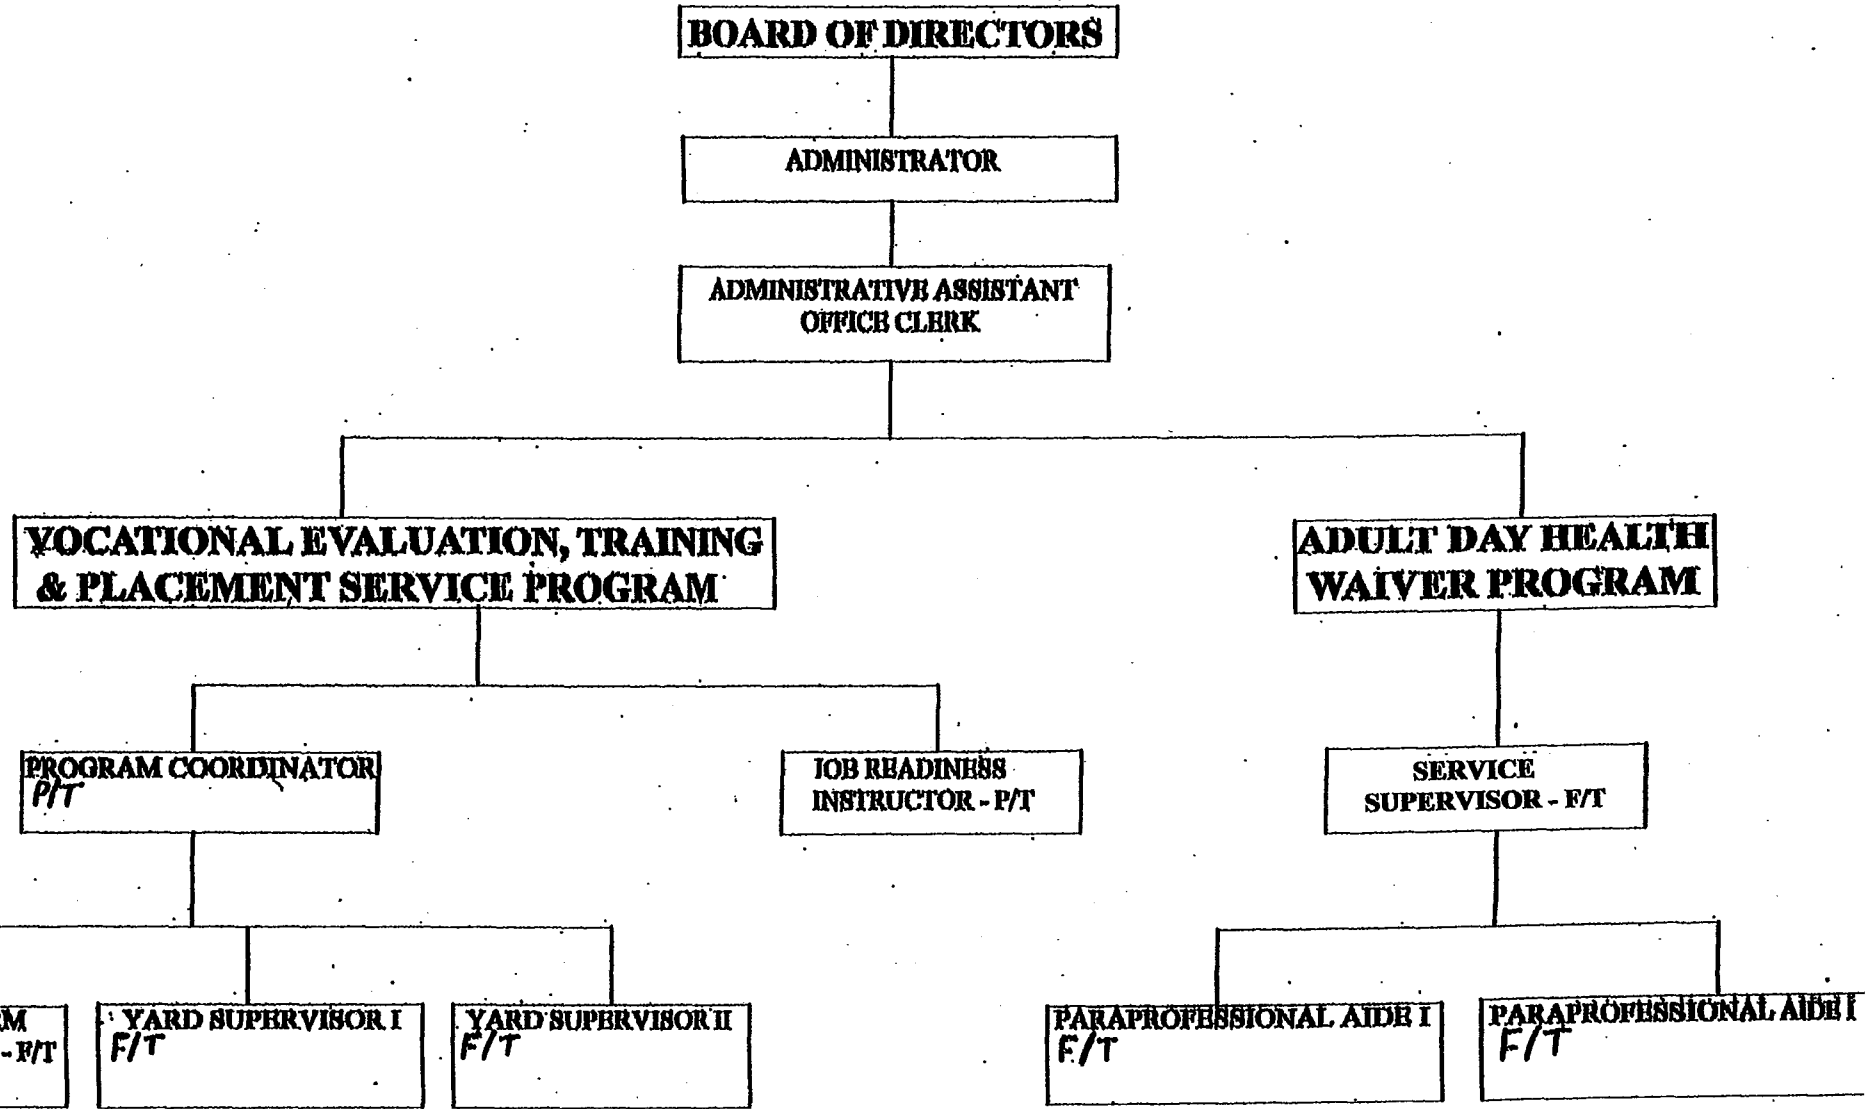 BOARD OF DIRECTORS
ADMINISTRATOR
ADMINISTRATIVE ASSISTANT
OFFICE CLERK
VOCATIONAL EVALUATION, TRAINING
& PLACEMENT SERVICE PROGRAM
ADULT DAY HEALTH
WAIVER PROGRAM
PROGRAM COORDINATOR
P/T
JOB READINESS
INSTRUCTOR - P/T
SERVICE
SUPERVISOR - F/T
- F/T
YARD SUPERVISOR I
F/T
YARD SUPERVISOR II
F/T
PARAPROFESSIONAL AIDE I
F/T
PARAPROFESSIONAL AIDE I
F/T